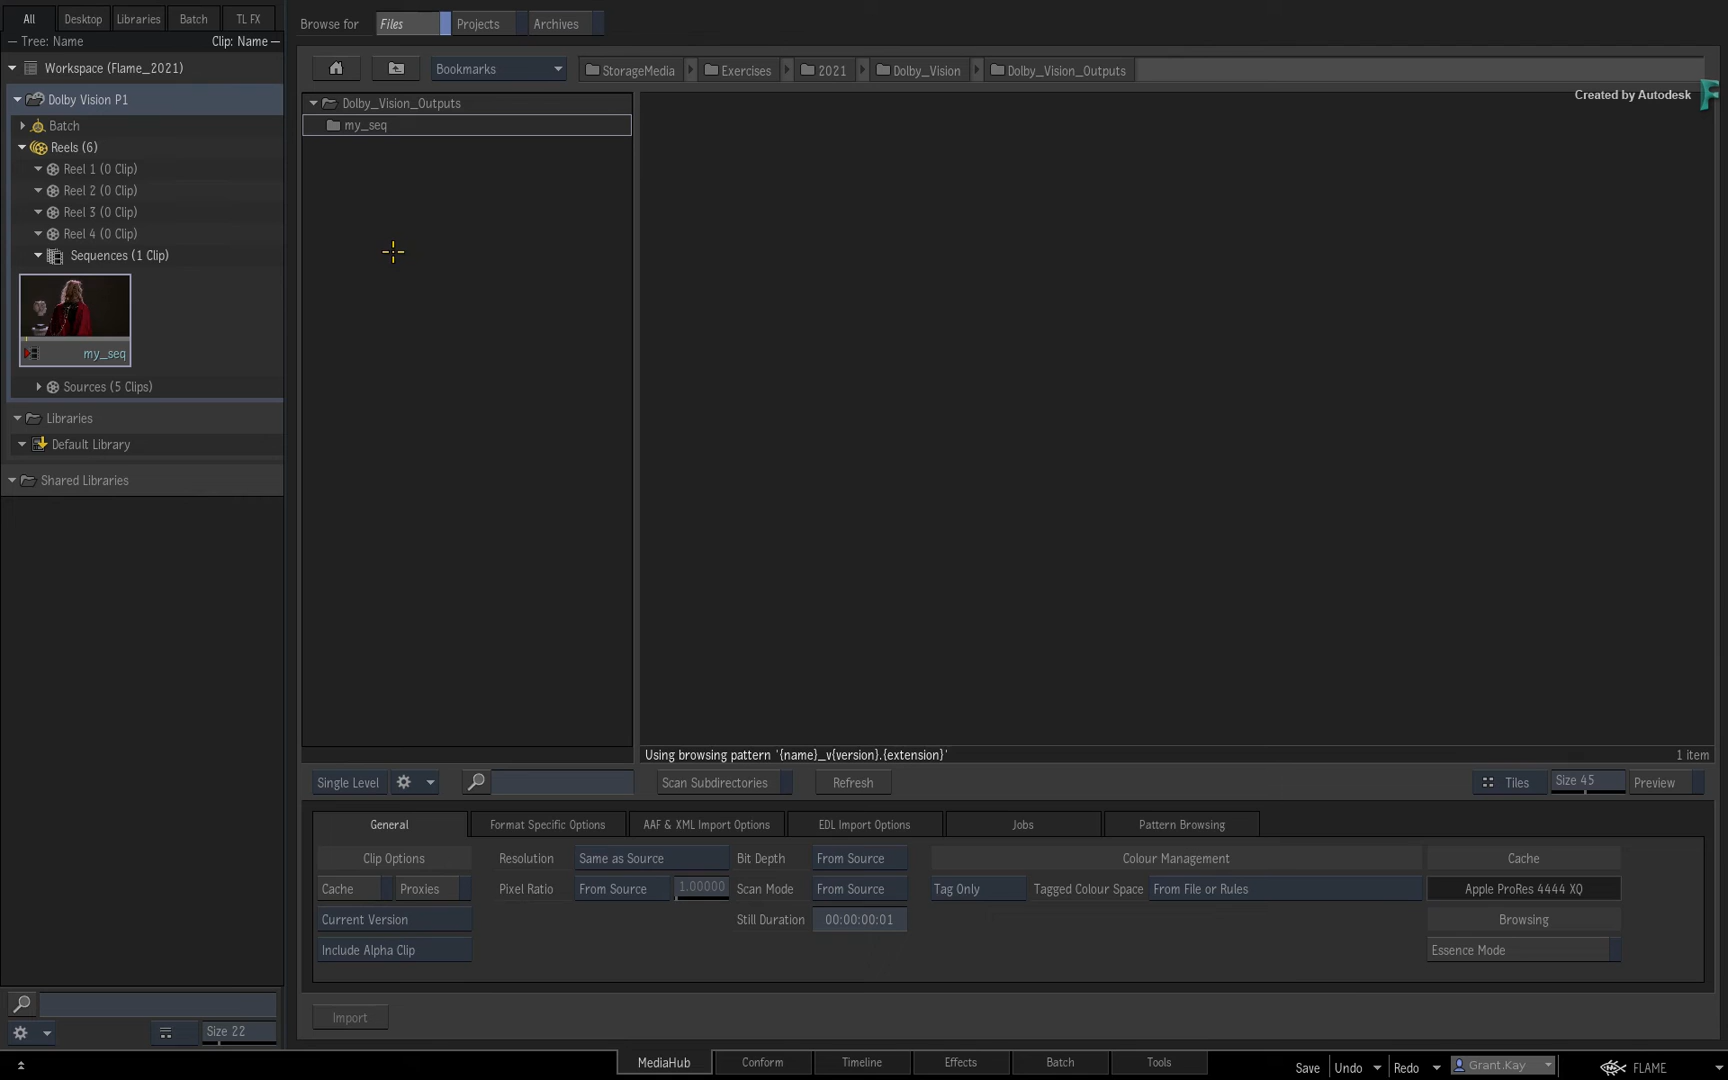 All Desktop Libraries Batch TL FX
Tree: Name Clip: Name
Workspace (Flame_2021)
Dolby Vision P1
Batch
Reels (6)
Reel 1 (0 Clip)
Reel 2 (0 Clip)
Reel 3 (0 Clip)
Reel 4 (0 Clip)
Sequences (1 Clip)
my_seq
Sources (5 Clips)
Libraries
Default Library
Shared Libraries
Size 22
Browse for Files Projects Archives
Bookmarks StorageMedia Exercises 2021 Dolby_Vision Dolby_Vision_Outputs
Created by Autodesk
Dolby_Vision_Outputs
my_seq
Using browsing pattern '{name}_v{version}.{extension}' 1 item
Single Level Scan Subdirectories Refresh Tiles Size 45 Preview
General Format Specific Options AAF & XML Import Options EDL Import Options Jobs Pattern Browsing
Clip Options Resolution Same as Source Bit Depth From Source Colour Management Cache
Cache Proxies Pixel Ratio From Source 1.00000 Scan Mode From Source Tag Only Tagged Colour Space From File or Rules Apple ProRes 4444 XQ
Current Version Still Duration 00:00:00:01 Browsing
Include Alpha Clip Essence Mode
Import
MediaHub Conform Timeline Effects Batch Tools Save Undo Redo Grant.Kay FLAME